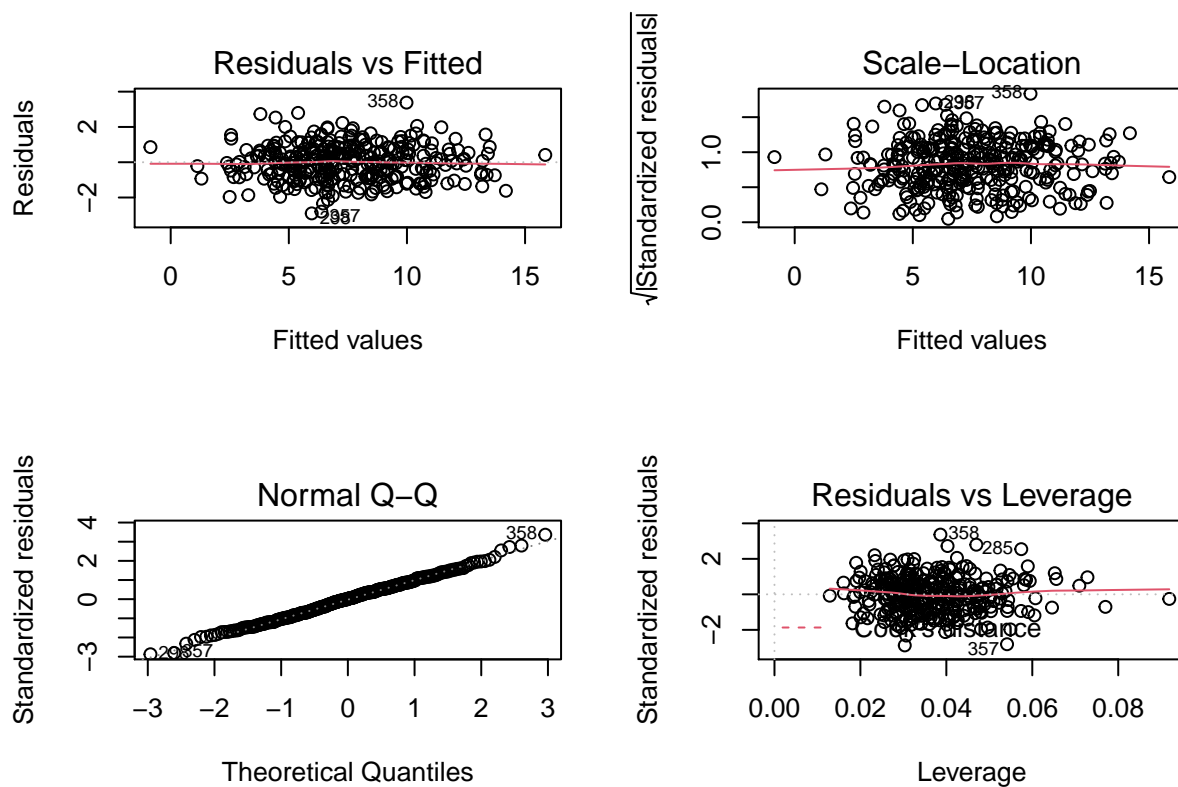 Residuals vs Fitted
Residuals
2
−2
358
357
0 5 10 15
Fitted values
Scale−Location
√|Standardized residuals|
1.0
0.0
358
0 5 10 15
Fitted values
Normal Q−Q
Standardized residuals
4
2
0
−3
358
357
−3 −2 −1 0 1 2 3
Theoretical Quantiles
Residuals vs Leverage
Standardized residuals
2
−2
358
285
Cook's distance
357
0.00 0.02 0.04 0.06 0.08
Leverage